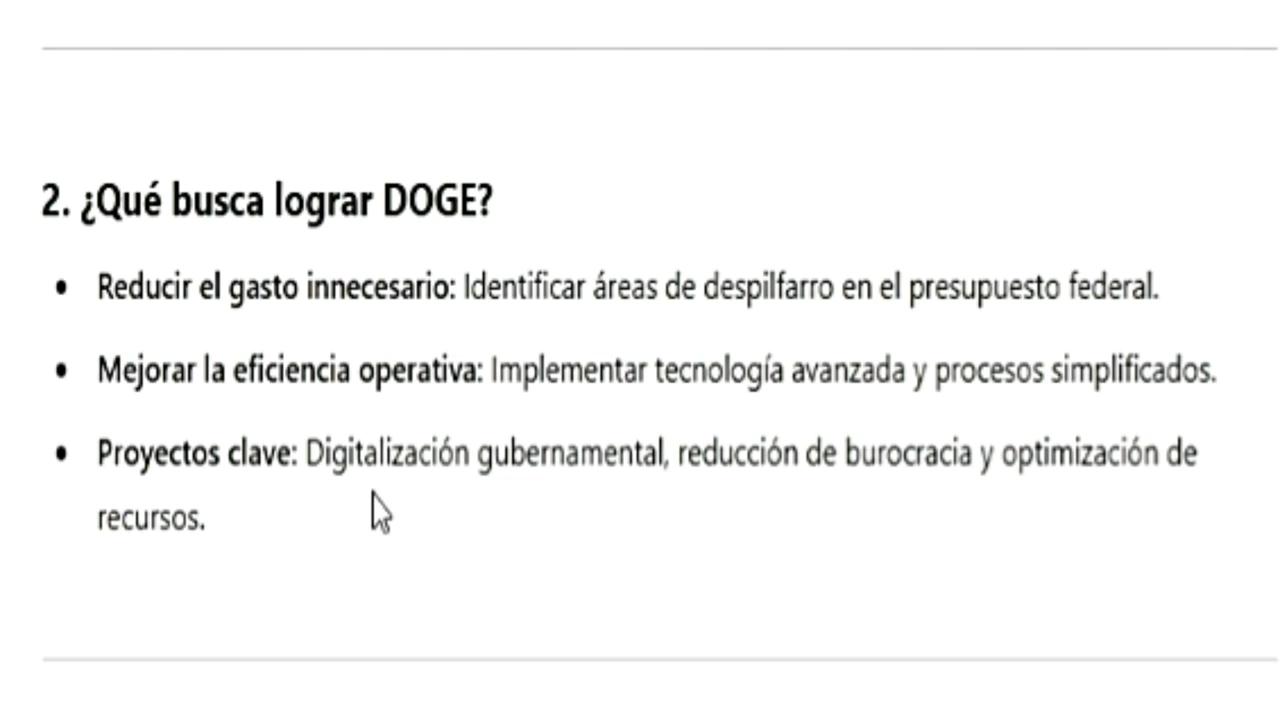 2. ¿Qué busca lograr DOGE?
• Reducir el gasto innecesario: Identificar áreas de despilfarro en el presupuesto federal.
• Mejorar la eficiencia operativa: Implementar tecnología avanzada y procesos simplificados.
• Proyectos clave: Digitalización gubernamental, reducción de burocracia y optimización de
recursos.